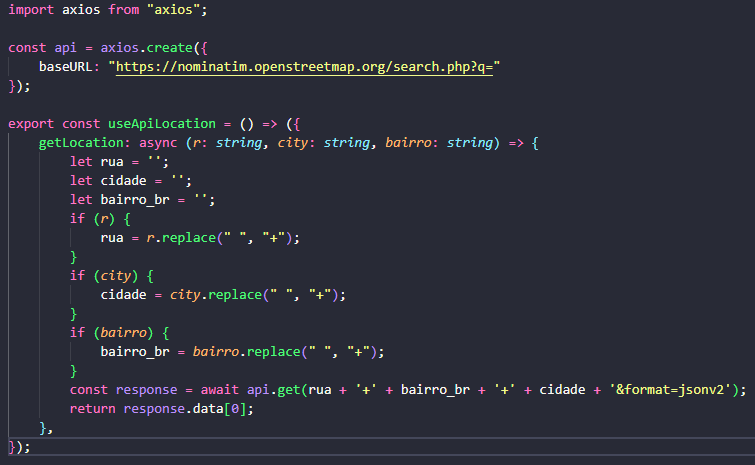 import axios from "axios";
const api = axios.create({
baseURL: "https://nominatim.openstreetmap.org/search.php?q="
});
export const useApiLocation = () => ({
getLocation: async (r: string, city: string, bairro: string) => {
let rua = '';
let cidade = '';
let bairro_br = '';
if (r) {
rua = r.replace(" ", "+");
}
if (city) {
cidade = city.replace(" ", "+");
}
if (bairro) {
bairro_br = bairro.replace(" ", "+");
}
const response = await api.get(rua + '+' + bairro_br + '+' + cidade + '&format=jsonv2');
return response.data[0];
},
});